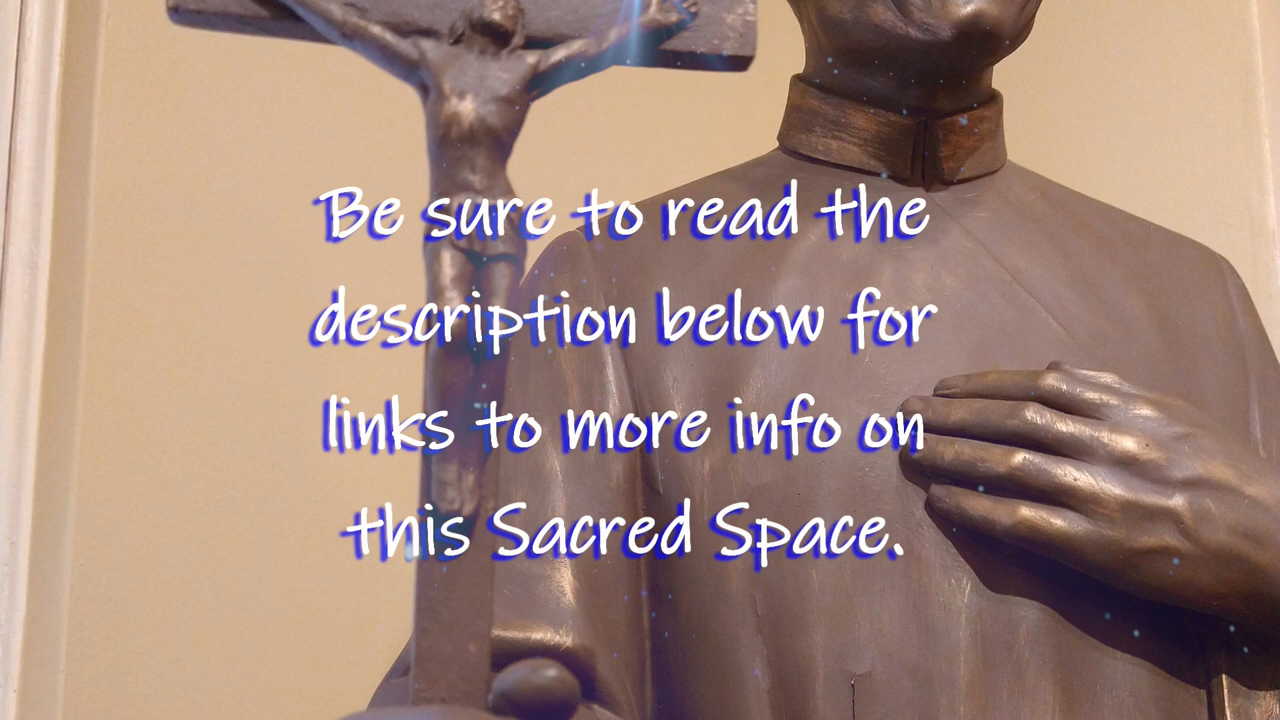 Be sure to read the
description below for
links to more info on
this Sacred Space.